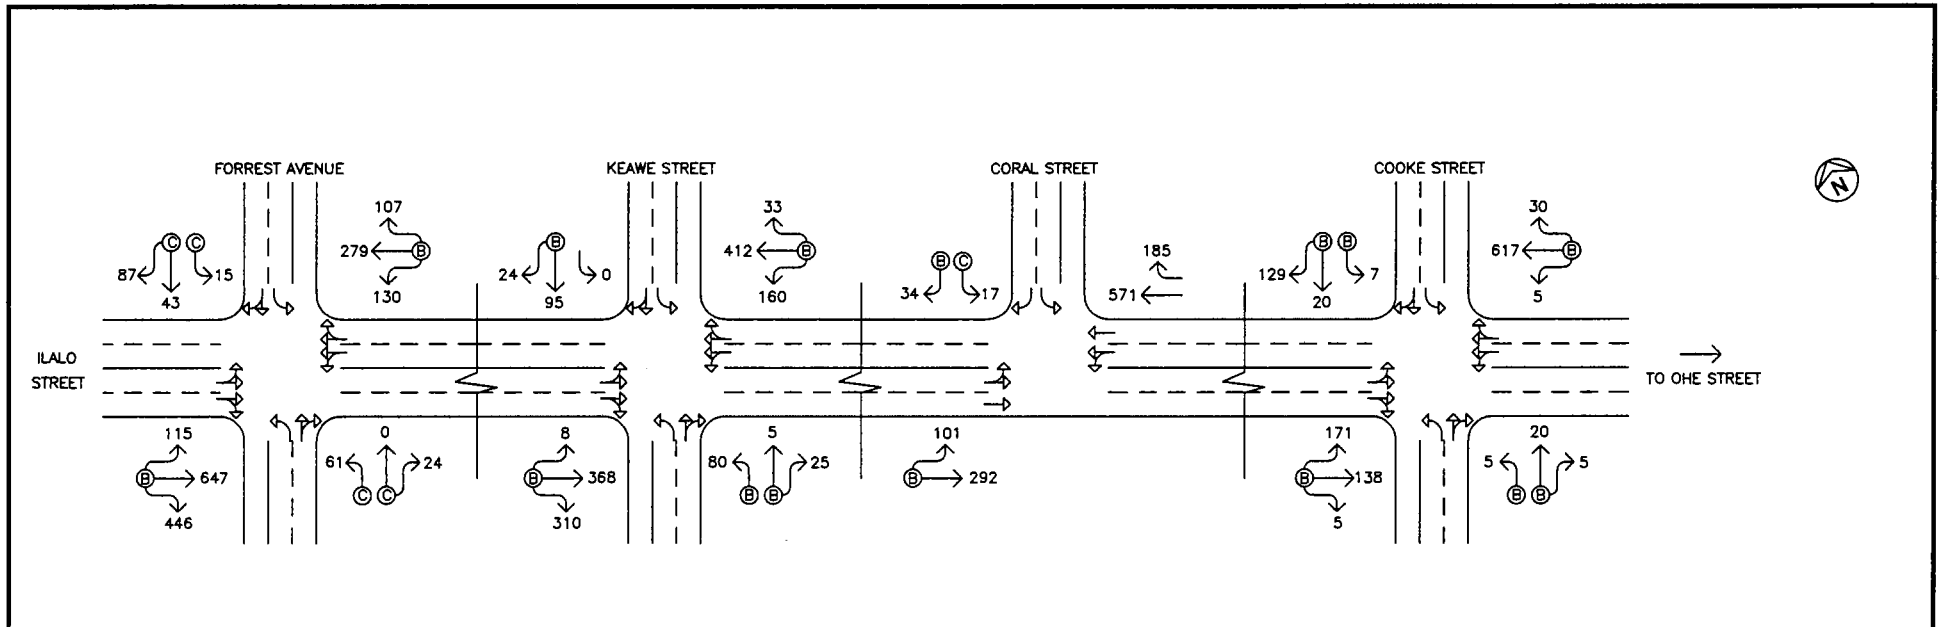 FORREST AVENUE KEAWE STREET CORAL STREET COOKE STREET
N
107 33 30
C C B B B 185 B B
279 B 412 B B C 617 B
87 15 24 0 34 17 571 129 7
43 130 95 160 20 5
ILALO
STREET
TO OHE STREET
115 0 8 5 101 171 20
61 24 80 25 5 5
B 647 B 368 B 292 B 138
C C B B B B
446 310 5